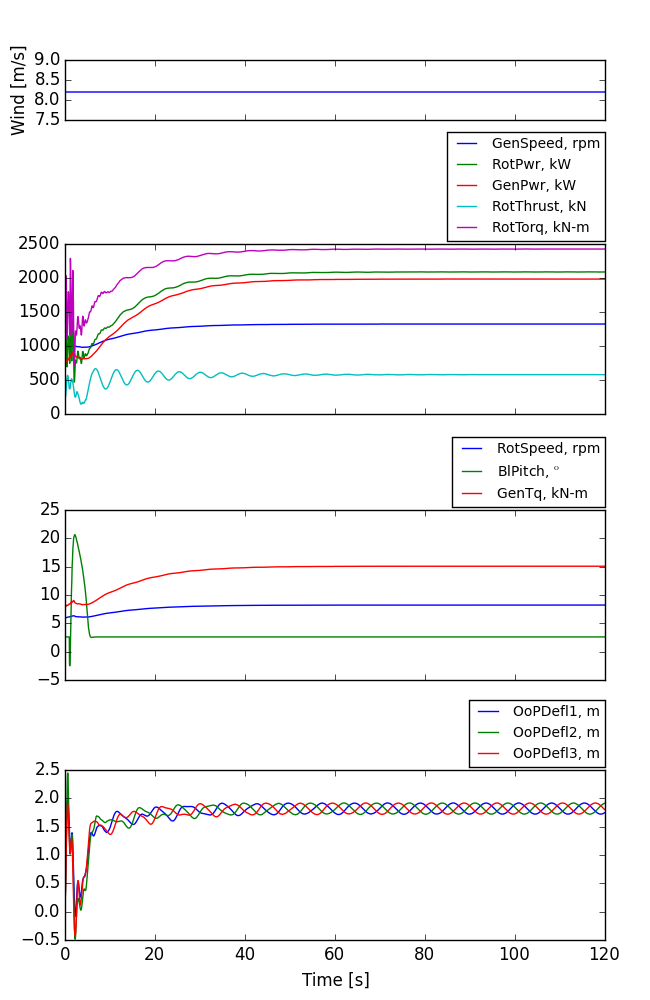 Wind [m/s]
9.0
8.5
8.0
7.5
GenSpeed, rpm
RotPwr, kW
GenPwr, kW
RotThrust, kN
RotTorq, kN-m
2500
2000
1500
1000
500
0
RotSpeed, rpm
BlPitch, °
GenTq, kN-m
25
20
15
10
5
0
−5
OoPDefl1, m
OoPDefl2, m
OoPDefl3, m
2.5
2.0
1.5
1.0
0.5
0.0
−0.5
0 20 40 60 80 100 120
Time [s]